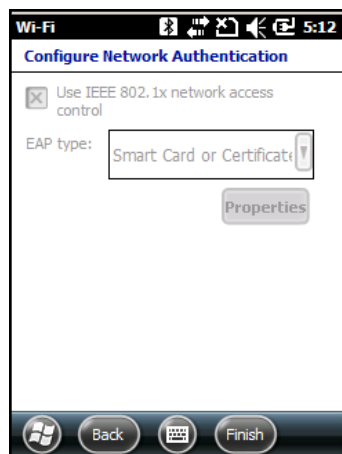 Wi-Fi 5:12
Configure Network Authentication
Use IEEE 802.1x network access
control
EAP type:
Smart Card or Certificate
Properties
Back Finish